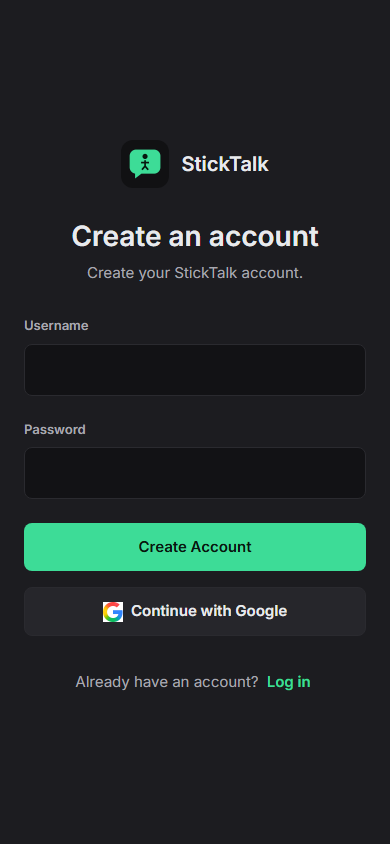 StickTalk
Create an account
Create your StickTalk account.
Username
Password
Create Account
Continue with Google
Already have an account? Log in